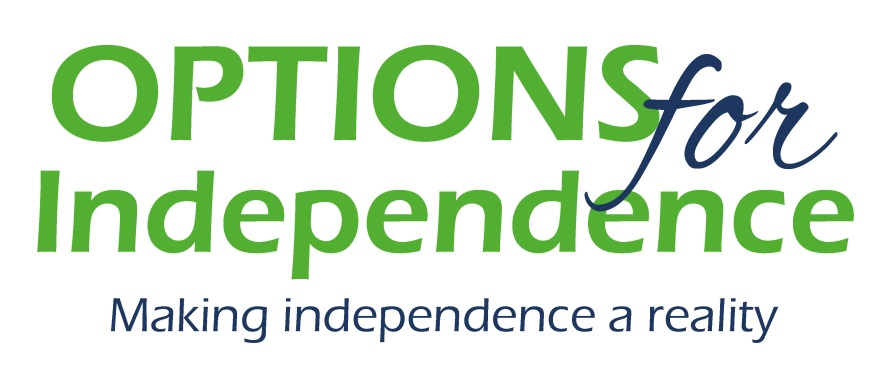 OPTIONS for
Independence
Making independence a reality